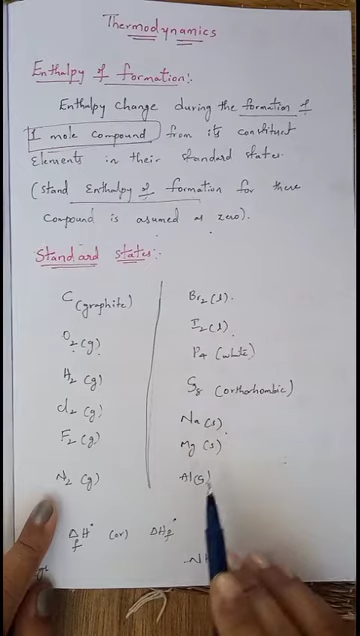 Thermodynamics
Enthalpy of formation:.
Enthalpy change during the formation of
1 mole compound from its constituent
Elements in their standard states.
(Stand Enthalpy of formation for there
Compound is asumed as zero).
Standard states:.
C (graphite)
O2 (g)
H2 (g)
Cl2 (g)
F2 (g)
N2 (g)
Br2 (l).
I2 (l).
P4 (white)
S8 (orthorhombic)
Na (s)
Mg (s)
Al (s)
ΔfH° (or) ΔHf°